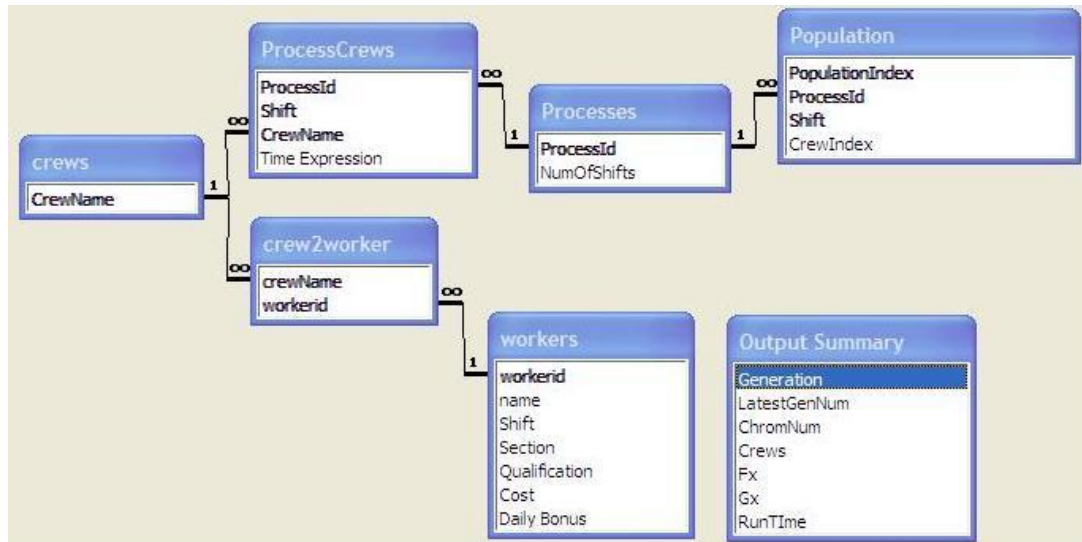 ProcessCrews
ProcessId
Shift
CrewName
Time Expression
∞
∞
1
Processes
ProcessId
NumOfShifts
1
∞
Population
PopulationIndex
ProcessId
Shift
CrewIndex
crews
CrewName
1
∞
crew2worker
crewName
workerid
∞
1
workers
workerid
name
Shift
Section
Qualification
Cost
Daily Bonus
Output Summary
Generation
LatestGenNum
ChromNum
Crews
Fx
Gx
RunTIme